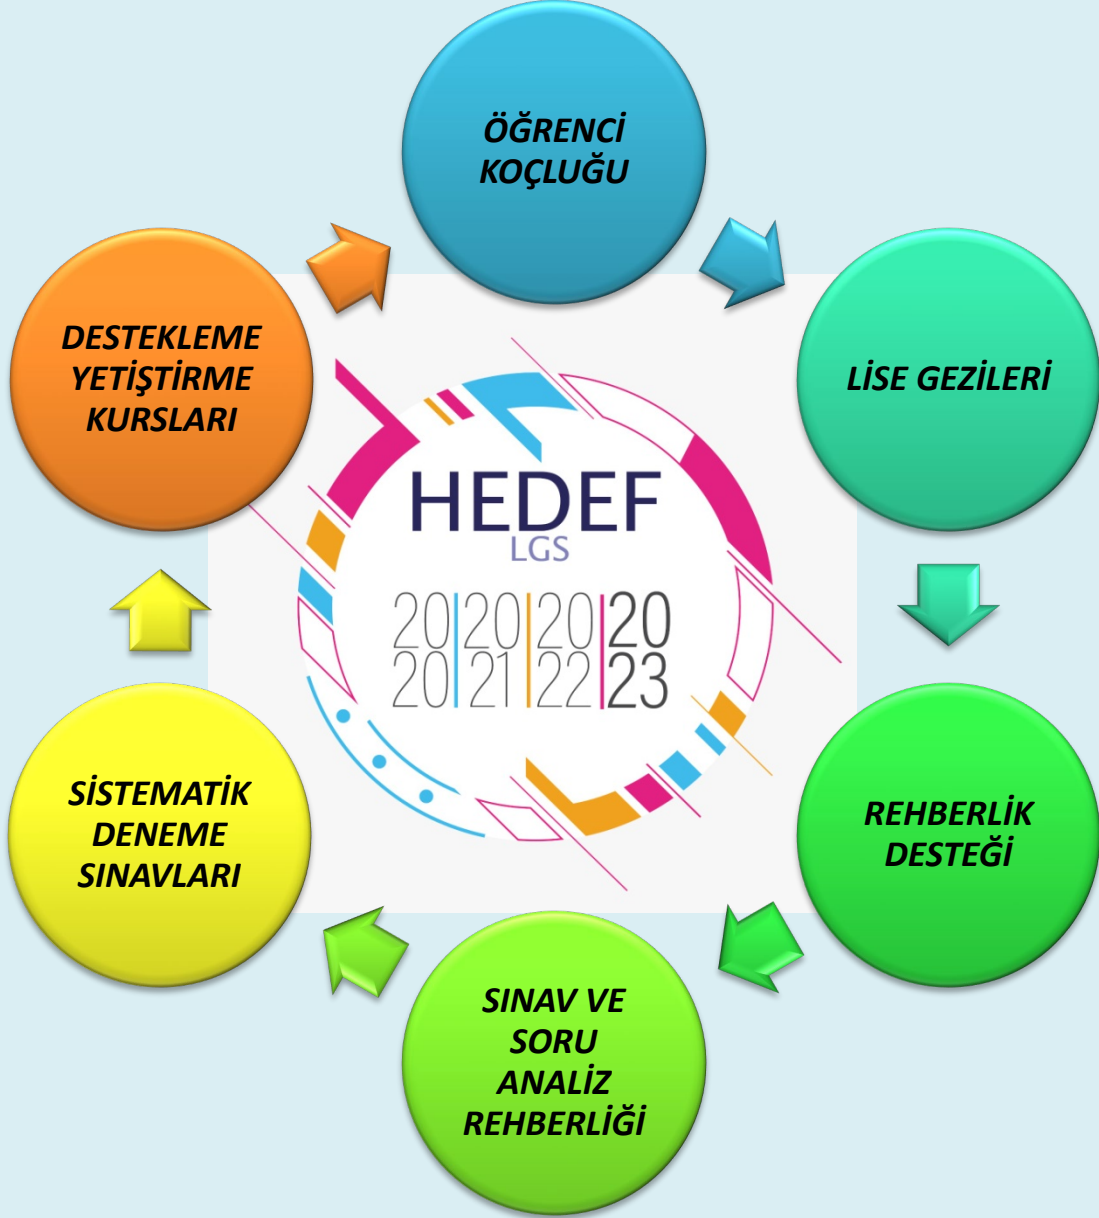 ÖĞRENCİ
KOÇLUĞU
LİSE GEZİLERİ
REHBERLİK
DESTEĞİ
SINAV VE
SORU
ANALİZ
REHBERLİĞİ
SİSTEMATİK
DENEME
SINAVLARI
DESTEKLEME
YETİŞTİRME
KURSLARI
HEDEF
LGS
20|20|20|20
20|21|22|23